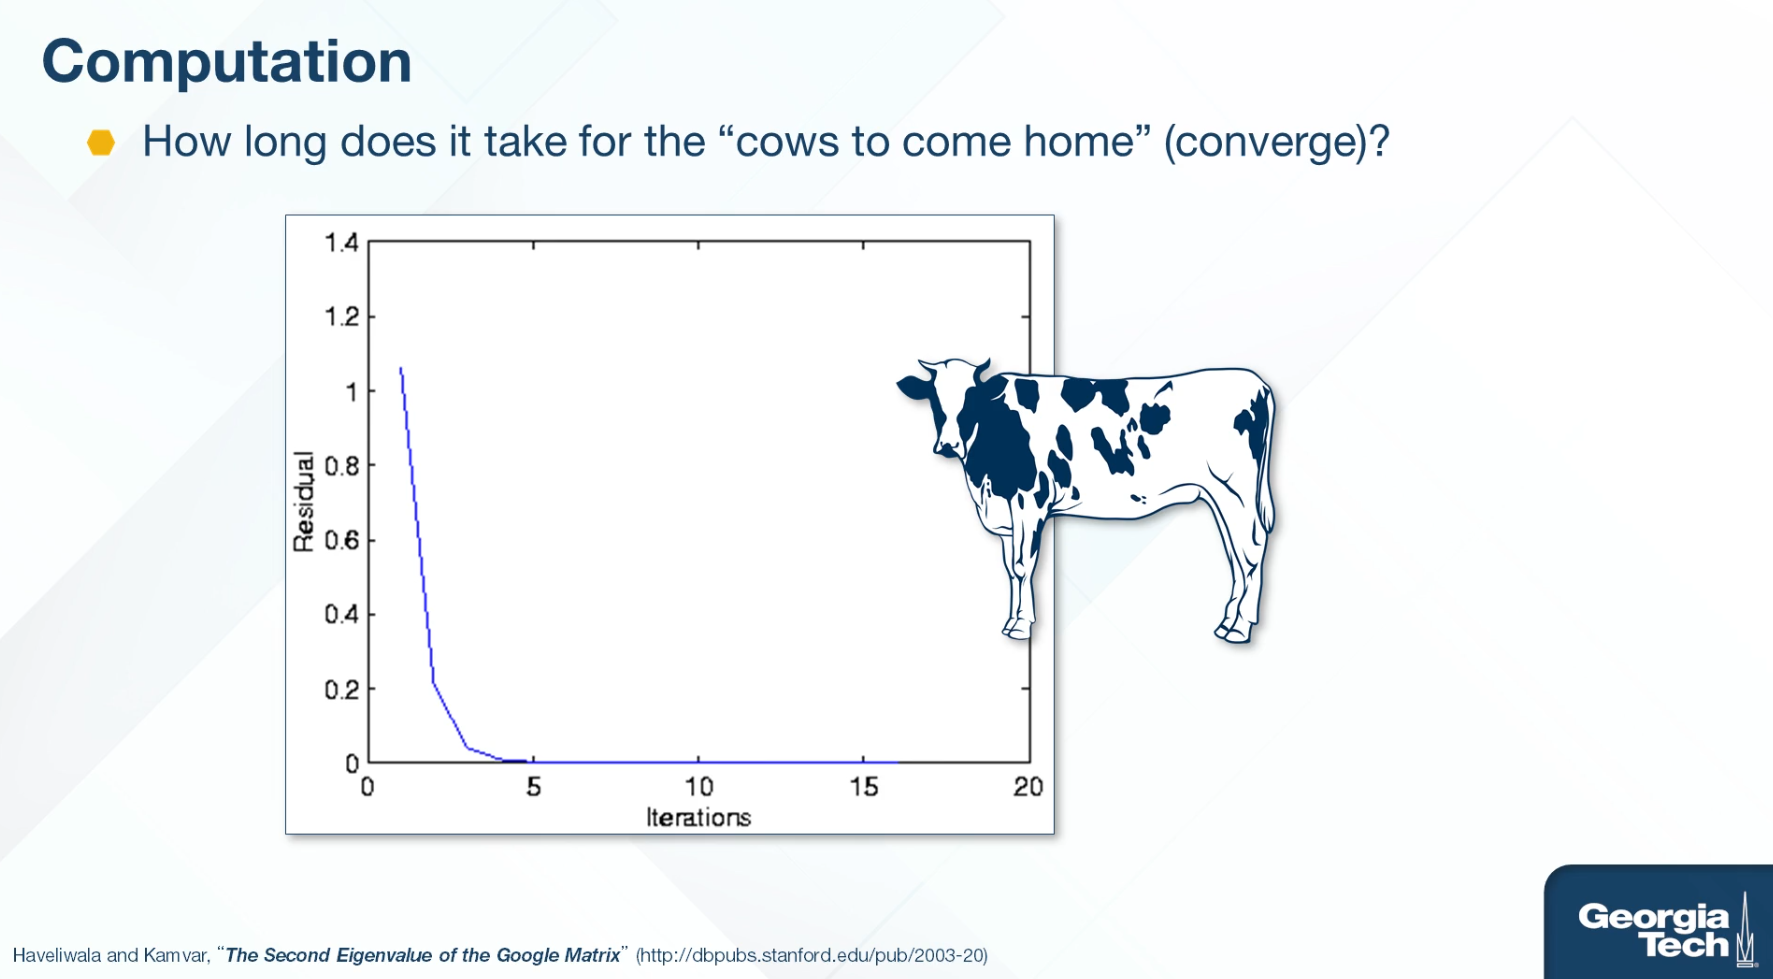 Computation
How long does it take for the “cows to come home” (converge)?
1.4
1.2
1
0.8
0.6
0.4
0.2
0
Residual
0
5
10
15
20
Iterations
Georgia
Tech
Haveliwala and Kamvar, “The Second Eigenvalue of the Google Matrix” (http://dbpubs.stanford.edu/pub/2003-20)